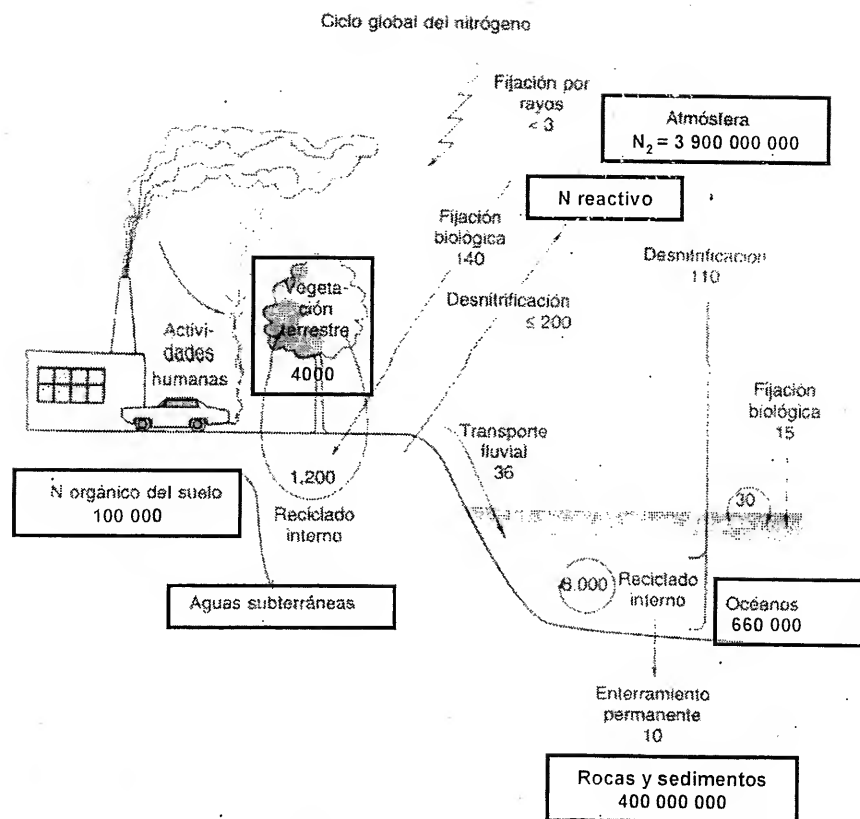 Ciclo global del nitrógeno
Fijación por
rayos
< 3
Atmósfera
N₂ = 3 900 000 000
N reactivo
Fijación
biológica
140
Desnitrificación
110
Desnitrificación
≤ 200
Vegeta-
ción
terrestre
4000
Activi-
dades
humanas
Fijación
biológica
15
Transporte
fluvial
36
1,200
Reciclado
interno
N orgánico del suelo
100 000
30
Aguas subterráneas
8.000
Reciclado
interno
Océanos
660 000
Enterramiento
permanente
10
Rocas y sedimentos
400 000 000